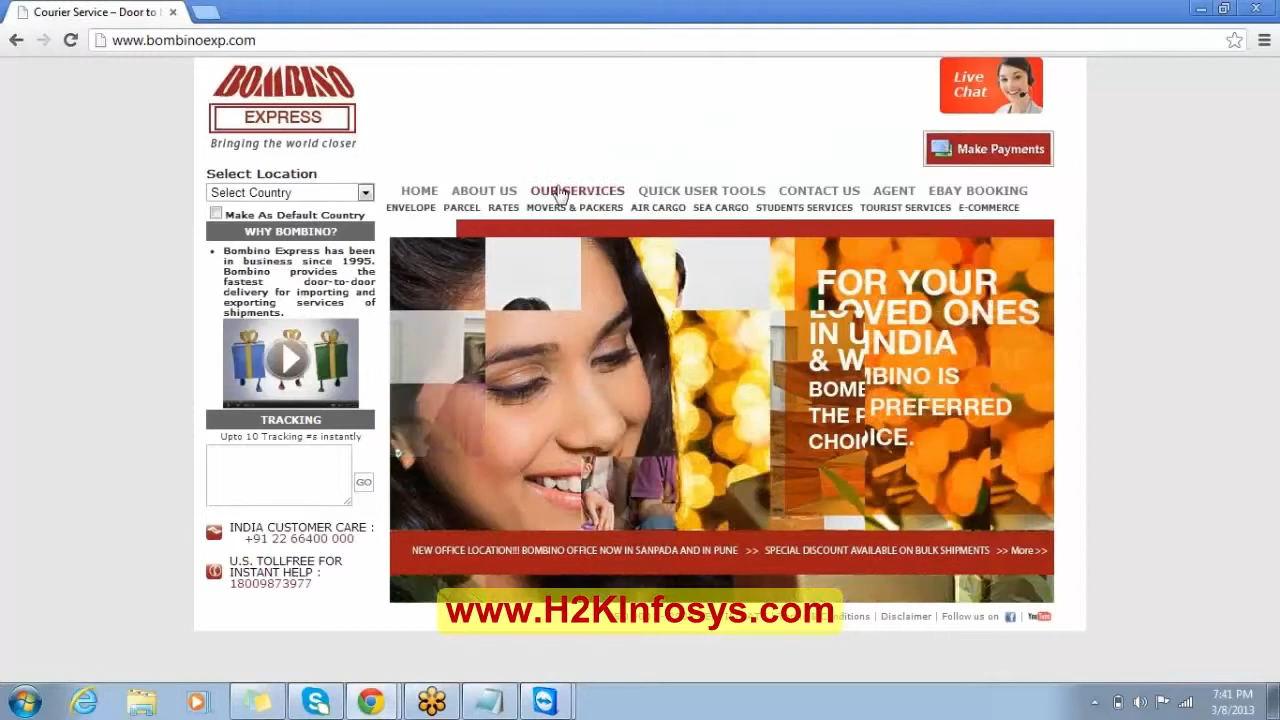 Courier Service – Door to
www.bombinoexp.com
BOMBINO
EXPRESS
Bringing the world closer
Live
Chat
Make Payments
Select Location
Select Country
Make As Default Country
HOME ABOUT US OUR SERVICES QUICK USER TOOLS CONTACT US AGENT EBAY BOOKING
ENVELOPE PARCEL RATES MOVERS & PACKERS AIR CARGO SEA CARGO STUDENTS SERVICES TOURIST SERVICES E-COMMERCE
WHY BOMBINO?
• Bombino Express has been
in business since 1995.
Bombino provides the
fastest door-to-door
delivery for importing and
exporting services of
shipments.
TRACKING
Upto 10 Tracking #s instantly
GO
INDIA CUSTOMER CARE :
+91 22 66400 000
U.S. TOLLFREE FOR
INSTANT HELP :
18009873977
FOR YOUR
LOVED ONES
IN INDIA
& W
BOMBINO IS
THE PREFERRED
CHOICE.
NEW OFFICE LOCATION!!! BOMBINO OFFICE NOW IN SANPADA AND IN PUNE >> SPECIAL DISCOUNT AVAILABLE ON BULK SHIPMENTS >> More >>
www.H2KInfosys.com
Conditions | Disclaimer | Follow us on | YouTube
7:41 PM
3/8/2013